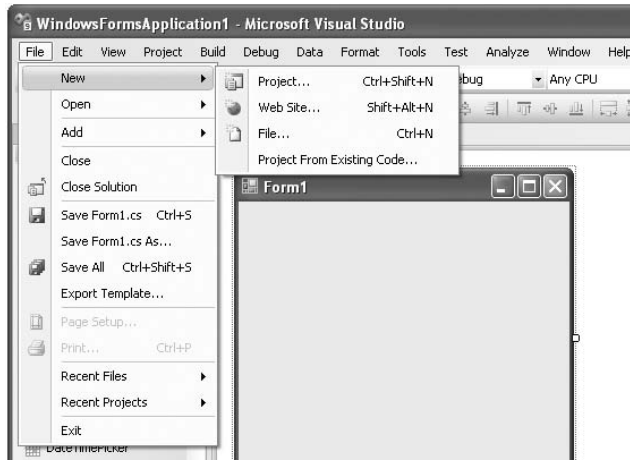 WindowsFormsApplication1 - Microsoft Visual Studio
File Edit View Project Build Debug Data Format Tools Test Analyze Window Help
New
Project... Ctrl+Shift+N
Any CPU
Open
Web Site... Shift+Alt+N
Add
File... Ctrl+N
Close
Project From Existing Code...
Close Solution
Form1
Save Form1.cs Ctrl+S
Save Form1.cs As...
Save All Ctrl+Shift+S
Export Template...
Page Setup...
Print... Ctrl+P
Recent Files
Recent Projects
Exit
DateTimePicker